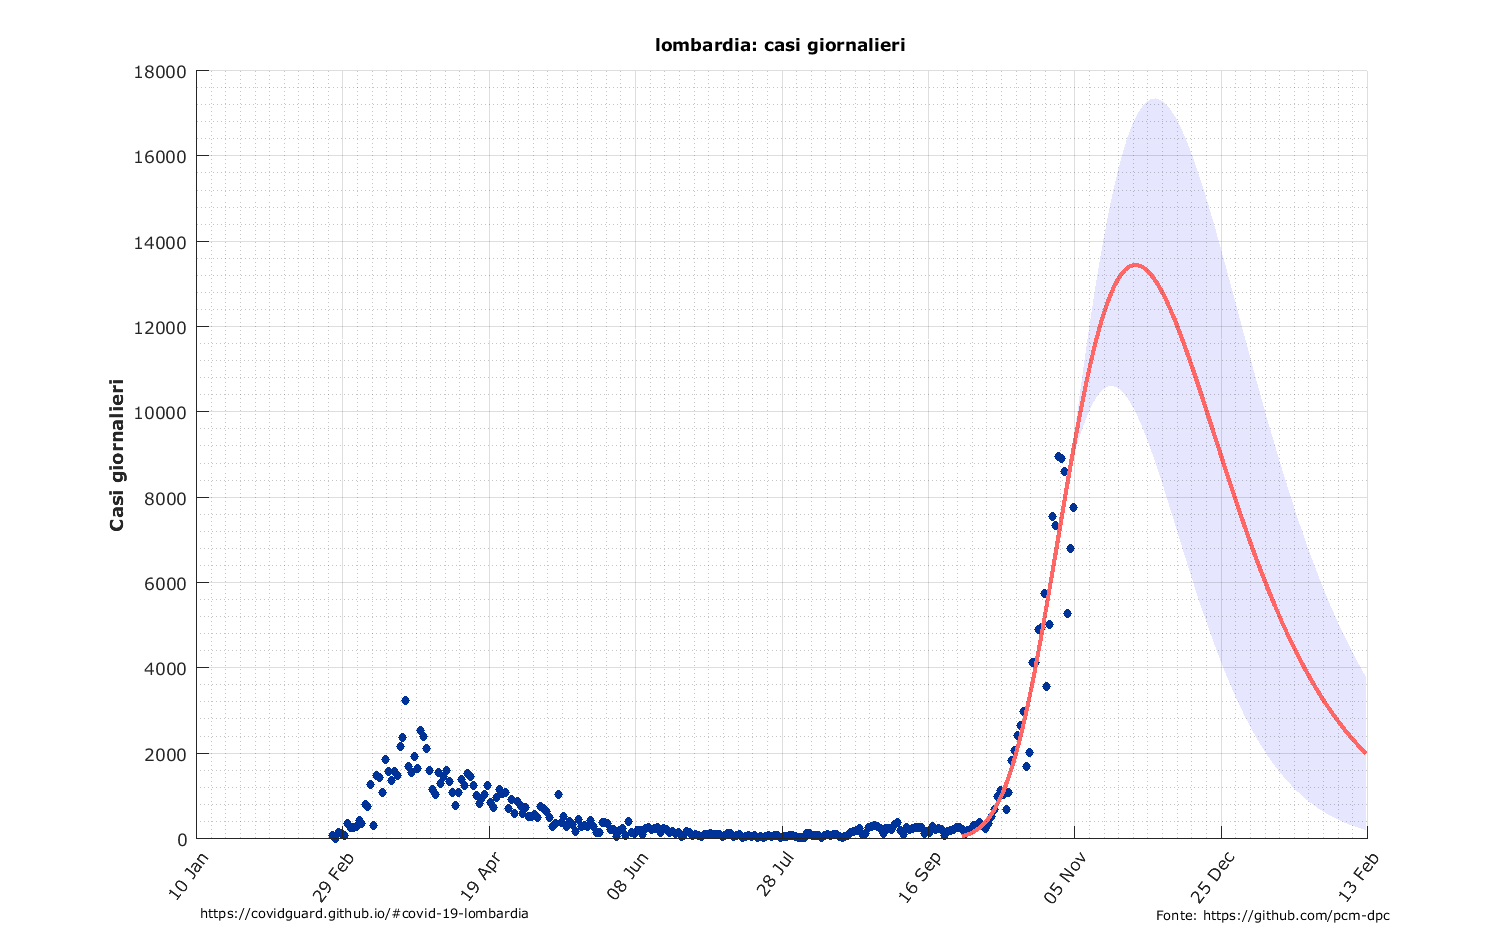 lombardia: casi giornalieri
18000
16000
14000
12000
10000
8000
6000
4000
2000
0
Casi giornalieri
10 Jan
29 Feb
19 Apr
08 Jun
28 Jul
16 Sep
05 Nov
25 Dec
13 Feb
https://covidguard.github.io/#covid-19-lombardia
Fonte: https://github.com/pcm-dpc